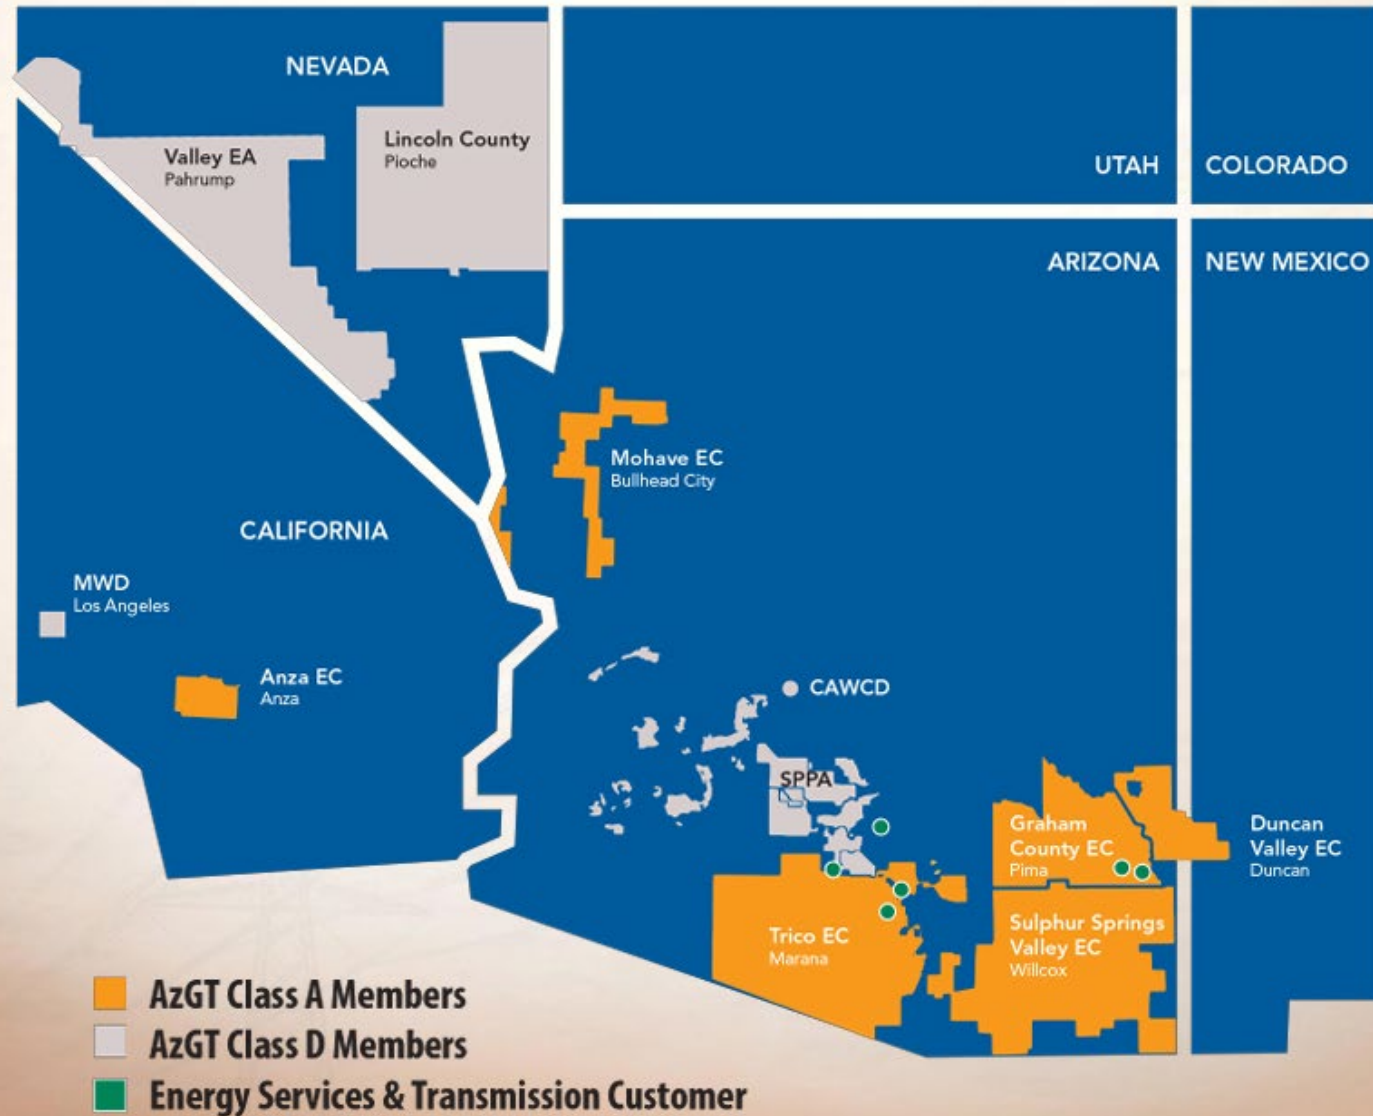 NEVADA
Lincoln County
Pioche
Valley EA
Pahrump
UTAH
COLORADO
ARIZONA
NEW MEXICO
Mohave EC
Bullhead City
CALIFORNIA
MWD
Los Angeles
Anza EC
Anza
CAWCD
SPPA
Graham
County EC
Pima
Duncan
Valley EC
Duncan
Trico EC
Marana
Sulphur Springs
Valley EC
Willcox
AzGT Class A Members
AzGT Class D Members
Energy Services & Transmission Customer